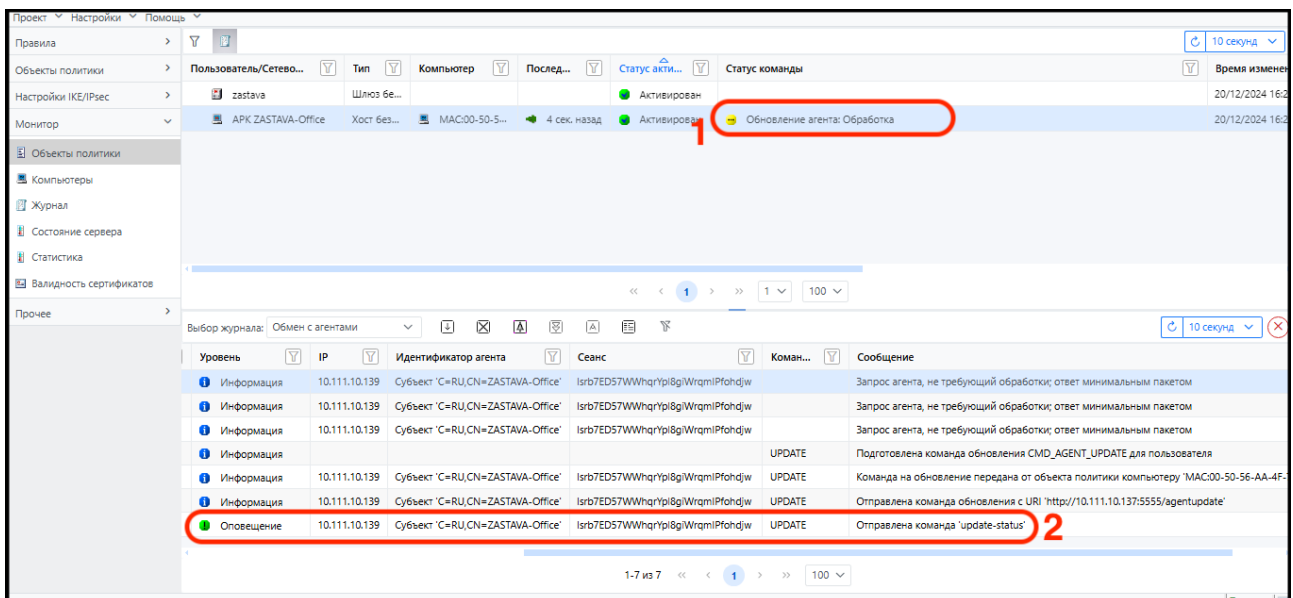 Проект Настройки Помощь
Правила
Объекты политики
Настройки IKE/IPsec
Монитор
Объекты политики
Компьютеры
Журнал
Состояние сервера
Статистика
Валидность сертификатов
Прочее
10 секунд
Пользователь/Сетево... Тип Компьютер Послед... Статус акти... Статус команды Время изменен
zastava Шлюз бе... Активирован 20/12/2024 16:2
APK ZASTAVA-Office Хост без... MAC:00-50-5... 4 сек. назад Активирован Обновление агента: Обработка 20/12/2024 16:2
1
« < 1 > » 1 100
Выбор журнала: Обмен с агентами 10 секунд
Уровень IP Идентификатор агента Сеанс Коман... Сообщение
Информация 10.111.10.139 Субъект 'C=RU,CN=ZASTAVA-Office' Isrb7ED57WWhqrYpl8giWrqmIPfohdjw Запрос агента, не требующий обработки; ответ минимальным пакетом
Информация 10.111.10.139 Субъект 'C=RU,CN=ZASTAVA-Office' Isrb7ED57WWhqrYpl8giWrqmIPfohdjw Запрос агента, не требующий обработки; ответ минимальным пакетом
Информация 10.111.10.139 Субъект 'C=RU,CN=ZASTAVA-Office' Isrb7ED57WWhqrYpl8giWrqmIPfohdjw Запрос агента, не требующий обработки; ответ минимальным пакетом
Информация UPDATE Подготовлена команда обновления CMD_AGENT_UPDATE для пользователя
Информация 10.111.10.139 Субъект 'C=RU,CN=ZASTAVA-Office' Isrb7ED57WWhqrYpl8giWrqmIPfohdjw UPDATE Команда на обновление передана от объекта политики компьютеру 'MAC:00-50-56-AA-4F-
Информация 10.111.10.139 Субъект 'C=RU,CN=ZASTAVA-Office' Isrb7ED57WWhqrYpl8giWrqmIPfohdjw UPDATE Отправлена команда обновления с URI 'http://10.111.10.137:5555/agentupdate'
Оповещение 10.111.10.139 Субъект 'C=RU,CN=ZASTAVA-Office' Isrb7ED57WWhqrYpl8giWrqmIPfohdjw UPDATE Отправлена команда 'update-status'
2
1-7 из 7 « < 1 > » 100